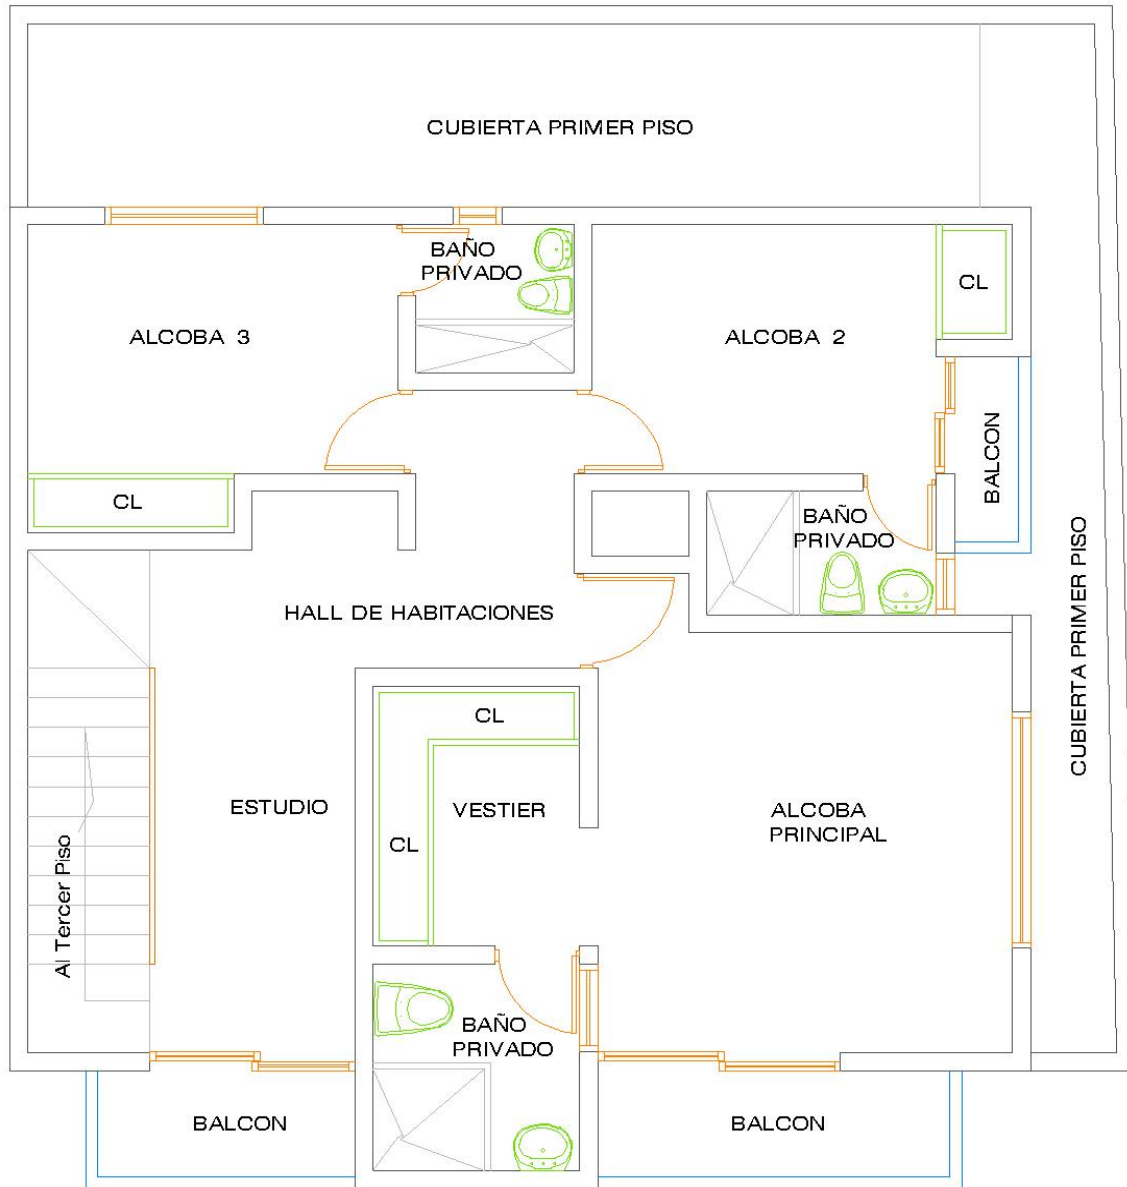 CUBIERTA PRIMER PISO
BAÑO
PRIVADO
CL
ALCOBA 3
ALCOBA 2
BALCON
CL
BAÑO
PRIVADO
CUBIERTA PRIMER PISO
HALL DE HABITACIONES
CL
ESTUDIO
VESTIER
ALCOBA
PRINCIPAL
CL
Al Tercer Piso
BAÑO
PRIVADO
BALCON
BALCON